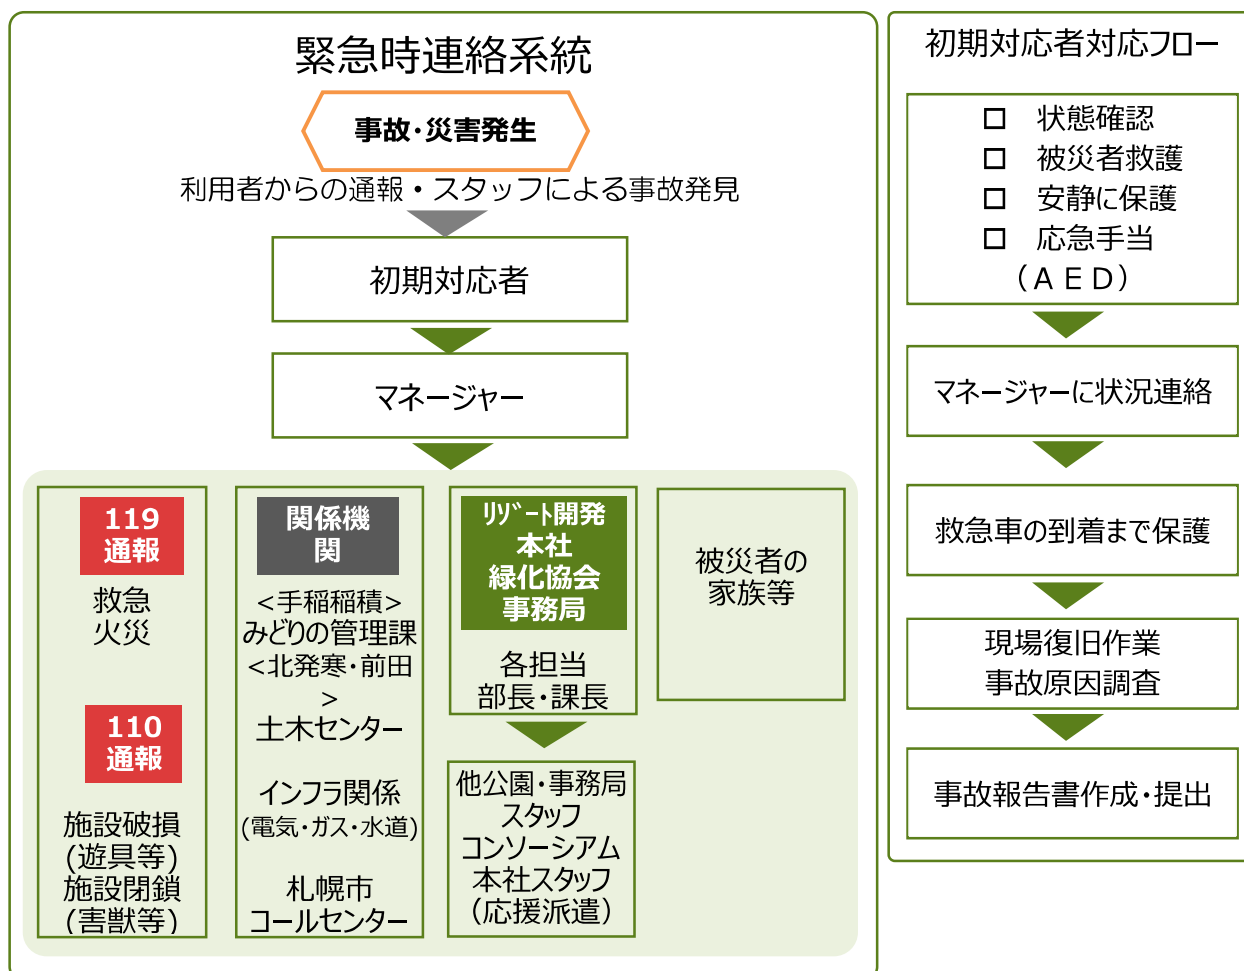 緊急時連絡系統
事故・災害発生
利用者からの通報・スタッフによる事故発見
初期対応者
マネージャー
119
通報
救急
火災
110
通報
施設破損
(遊具等)
施設閉鎖
(害獣等)
関係機
関
<手稲稲積>
みどりの管理課
<北発寒・前田
>
土木センター
インフラ関係
(電気・ガス・水道)
札幌市
コールセンター
リゾート開発
本社
緑化協会
事務局
各担当
部長・課長
他公園・事務局
スタッフ
コンソーシアム
本社スタッフ
(応援派遣)
被災者の
家族等
初期対応者対応フロー
□ 状態確認
□ 被災者救護
□ 安静に保護
□ 応急手当
(ＡＥＤ)
マネージャーに状況連絡
救急車の到着まで保護
現場復旧作業
事故原因調査
事故報告書作成・提出